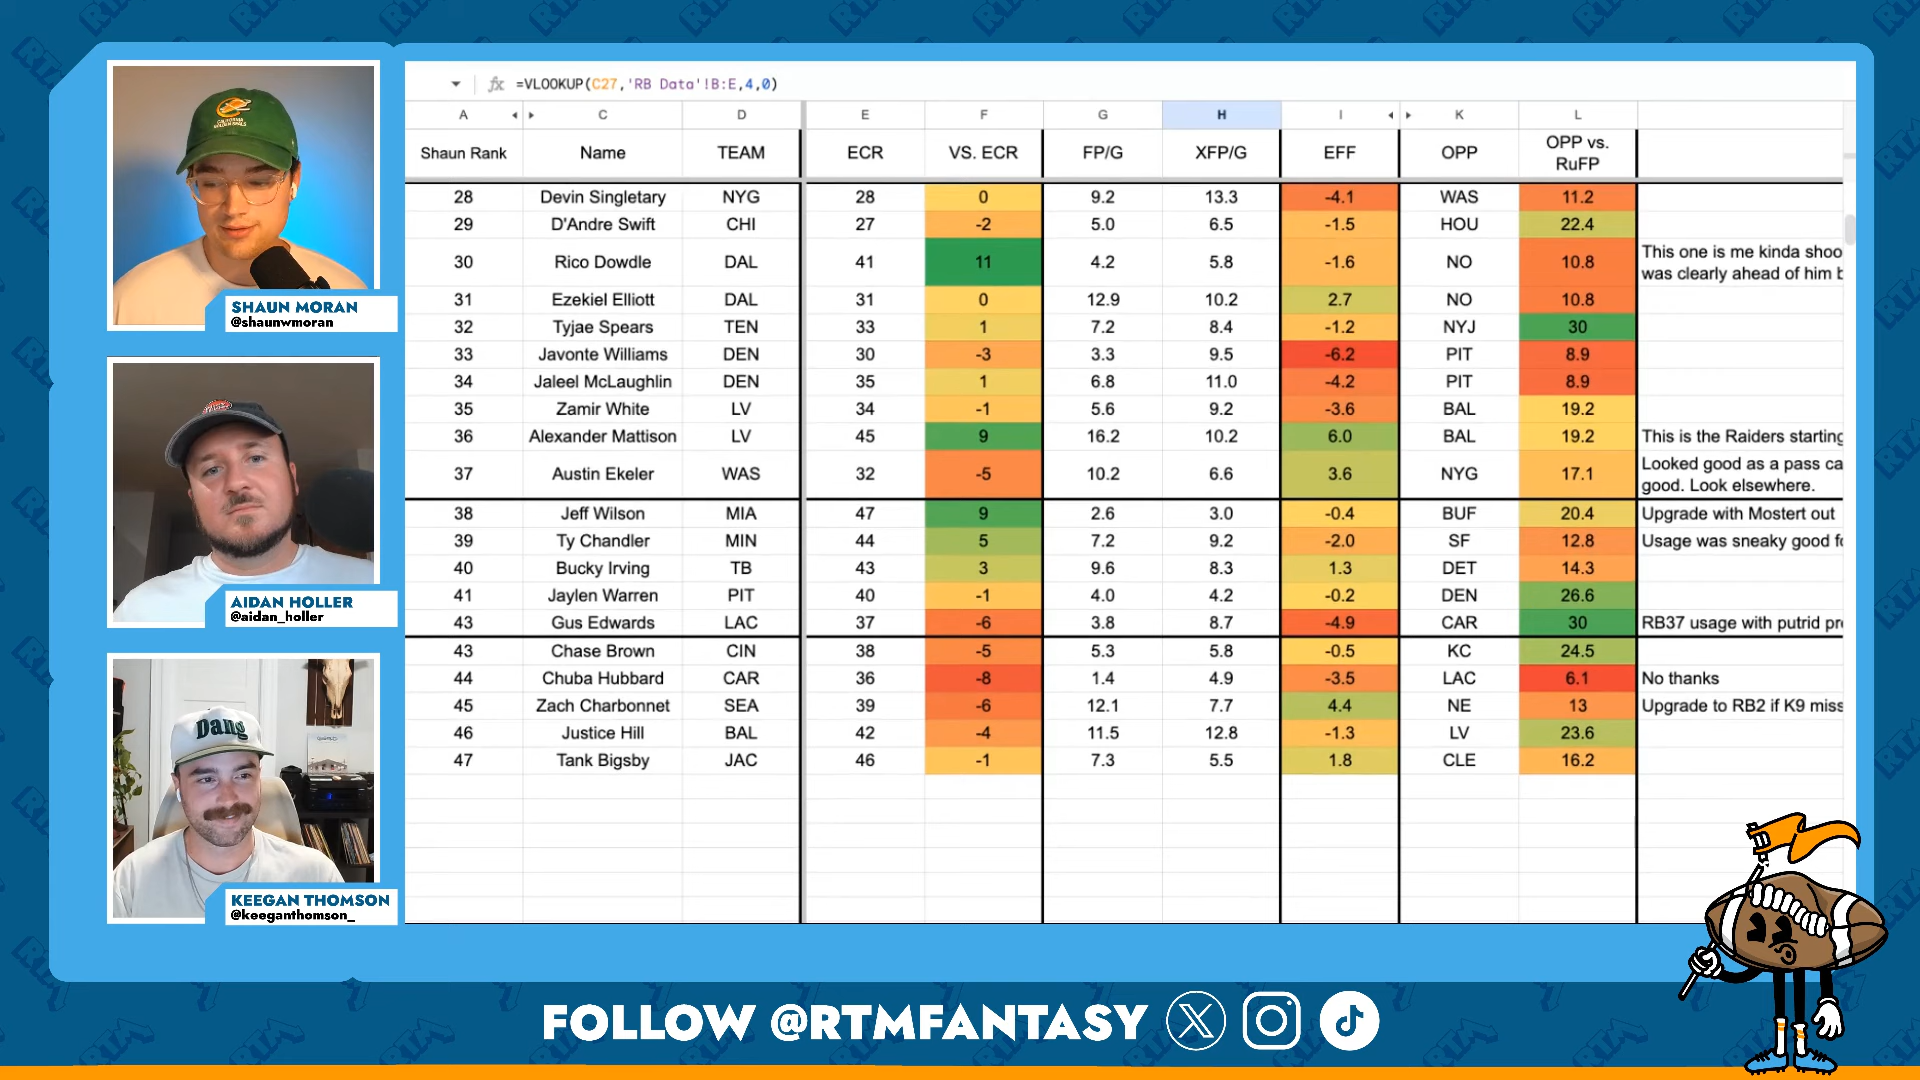 =VLOOKUP(C27,'RB Data'!B:E,4,0)
A C D E F G H I K L
Shaun Rank Name TEAM ECR VS. ECR FP/G XFP/G EFF OPP OPP vs. RuFP
28 Devin Singletary NYG 28 0 9.2 13.3 -4.1 WAS 11.2
29 D'Andre Swift CHI 27 -2 5.0 6.5 -1.5 HOU 22.4
30 Rico Dowdle DAL 41 11 4.2 5.8 -1.6 NO 10.8 This one is me kinda shoo
was clearly ahead of him b
31 Ezekiel Elliott DAL 31 0 12.9 10.2 2.7 NO 10.8
32 Tyjae Spears TEN 33 1 7.2 8.4 -1.2 NYJ 30
33 Javonte Williams DEN 30 -3 3.3 9.5 -6.2 PIT 8.9
34 Jaleel McLaughlin DEN 35 1 6.8 11.0 -4.2 PIT 8.9
35 Zamir White LV 34 -1 5.6 9.2 -3.6 BAL 19.2
36 Alexander Mattison LV 45 9 16.2 10.2 6.0 BAL 19.2 This is the Raiders starting
37 Austin Ekeler WAS 32 -5 10.2 6.6 3.6 NYG 17.1 Looked good as a pass ca
good. Look elsewhere.
38 Jeff Wilson MIA 47 9 2.6 3.0 -0.4 BUF 20.4 Upgrade with Mostert out
39 Ty Chandler MIN 44 5 7.2 9.2 -2.0 SF 12.8 Usage was sneaky good fo
40 Bucky Irving TB 43 3 9.6 8.3 1.3 DET 14.3
41 Jaylen Warren PIT 40 -1 4.0 4.2 -0.2 DEN 26.6
43 Gus Edwards LAC 37 -6 3.8 8.7 -4.9 CAR 30 RB37 usage with putrid pr
43 Chase Brown CIN 38 -5 5.3 5.8 -0.5 KC 24.5
44 Chuba Hubbard CAR 36 -8 1.4 4.9 -3.5 LAC 6.1 No thanks
45 Zach Charbonnet SEA 39 -6 12.1 7.7 4.4 NE 13 Upgrade to RB2 if K9 miss
46 Justice Hill BAL 42 -4 11.5 12.8 -1.3 LV 23.6
47 Tank Bigsby JAC 46 -1 7.3 5.5 1.8 CLE 16.2
SHAUN MORAN
@shaunwmoran
AIDAN HOLLER
@aidan_holler
Dang
KEEGAN THOMSON
@keeganthomson_
FOLLOW @RTMFANTASY